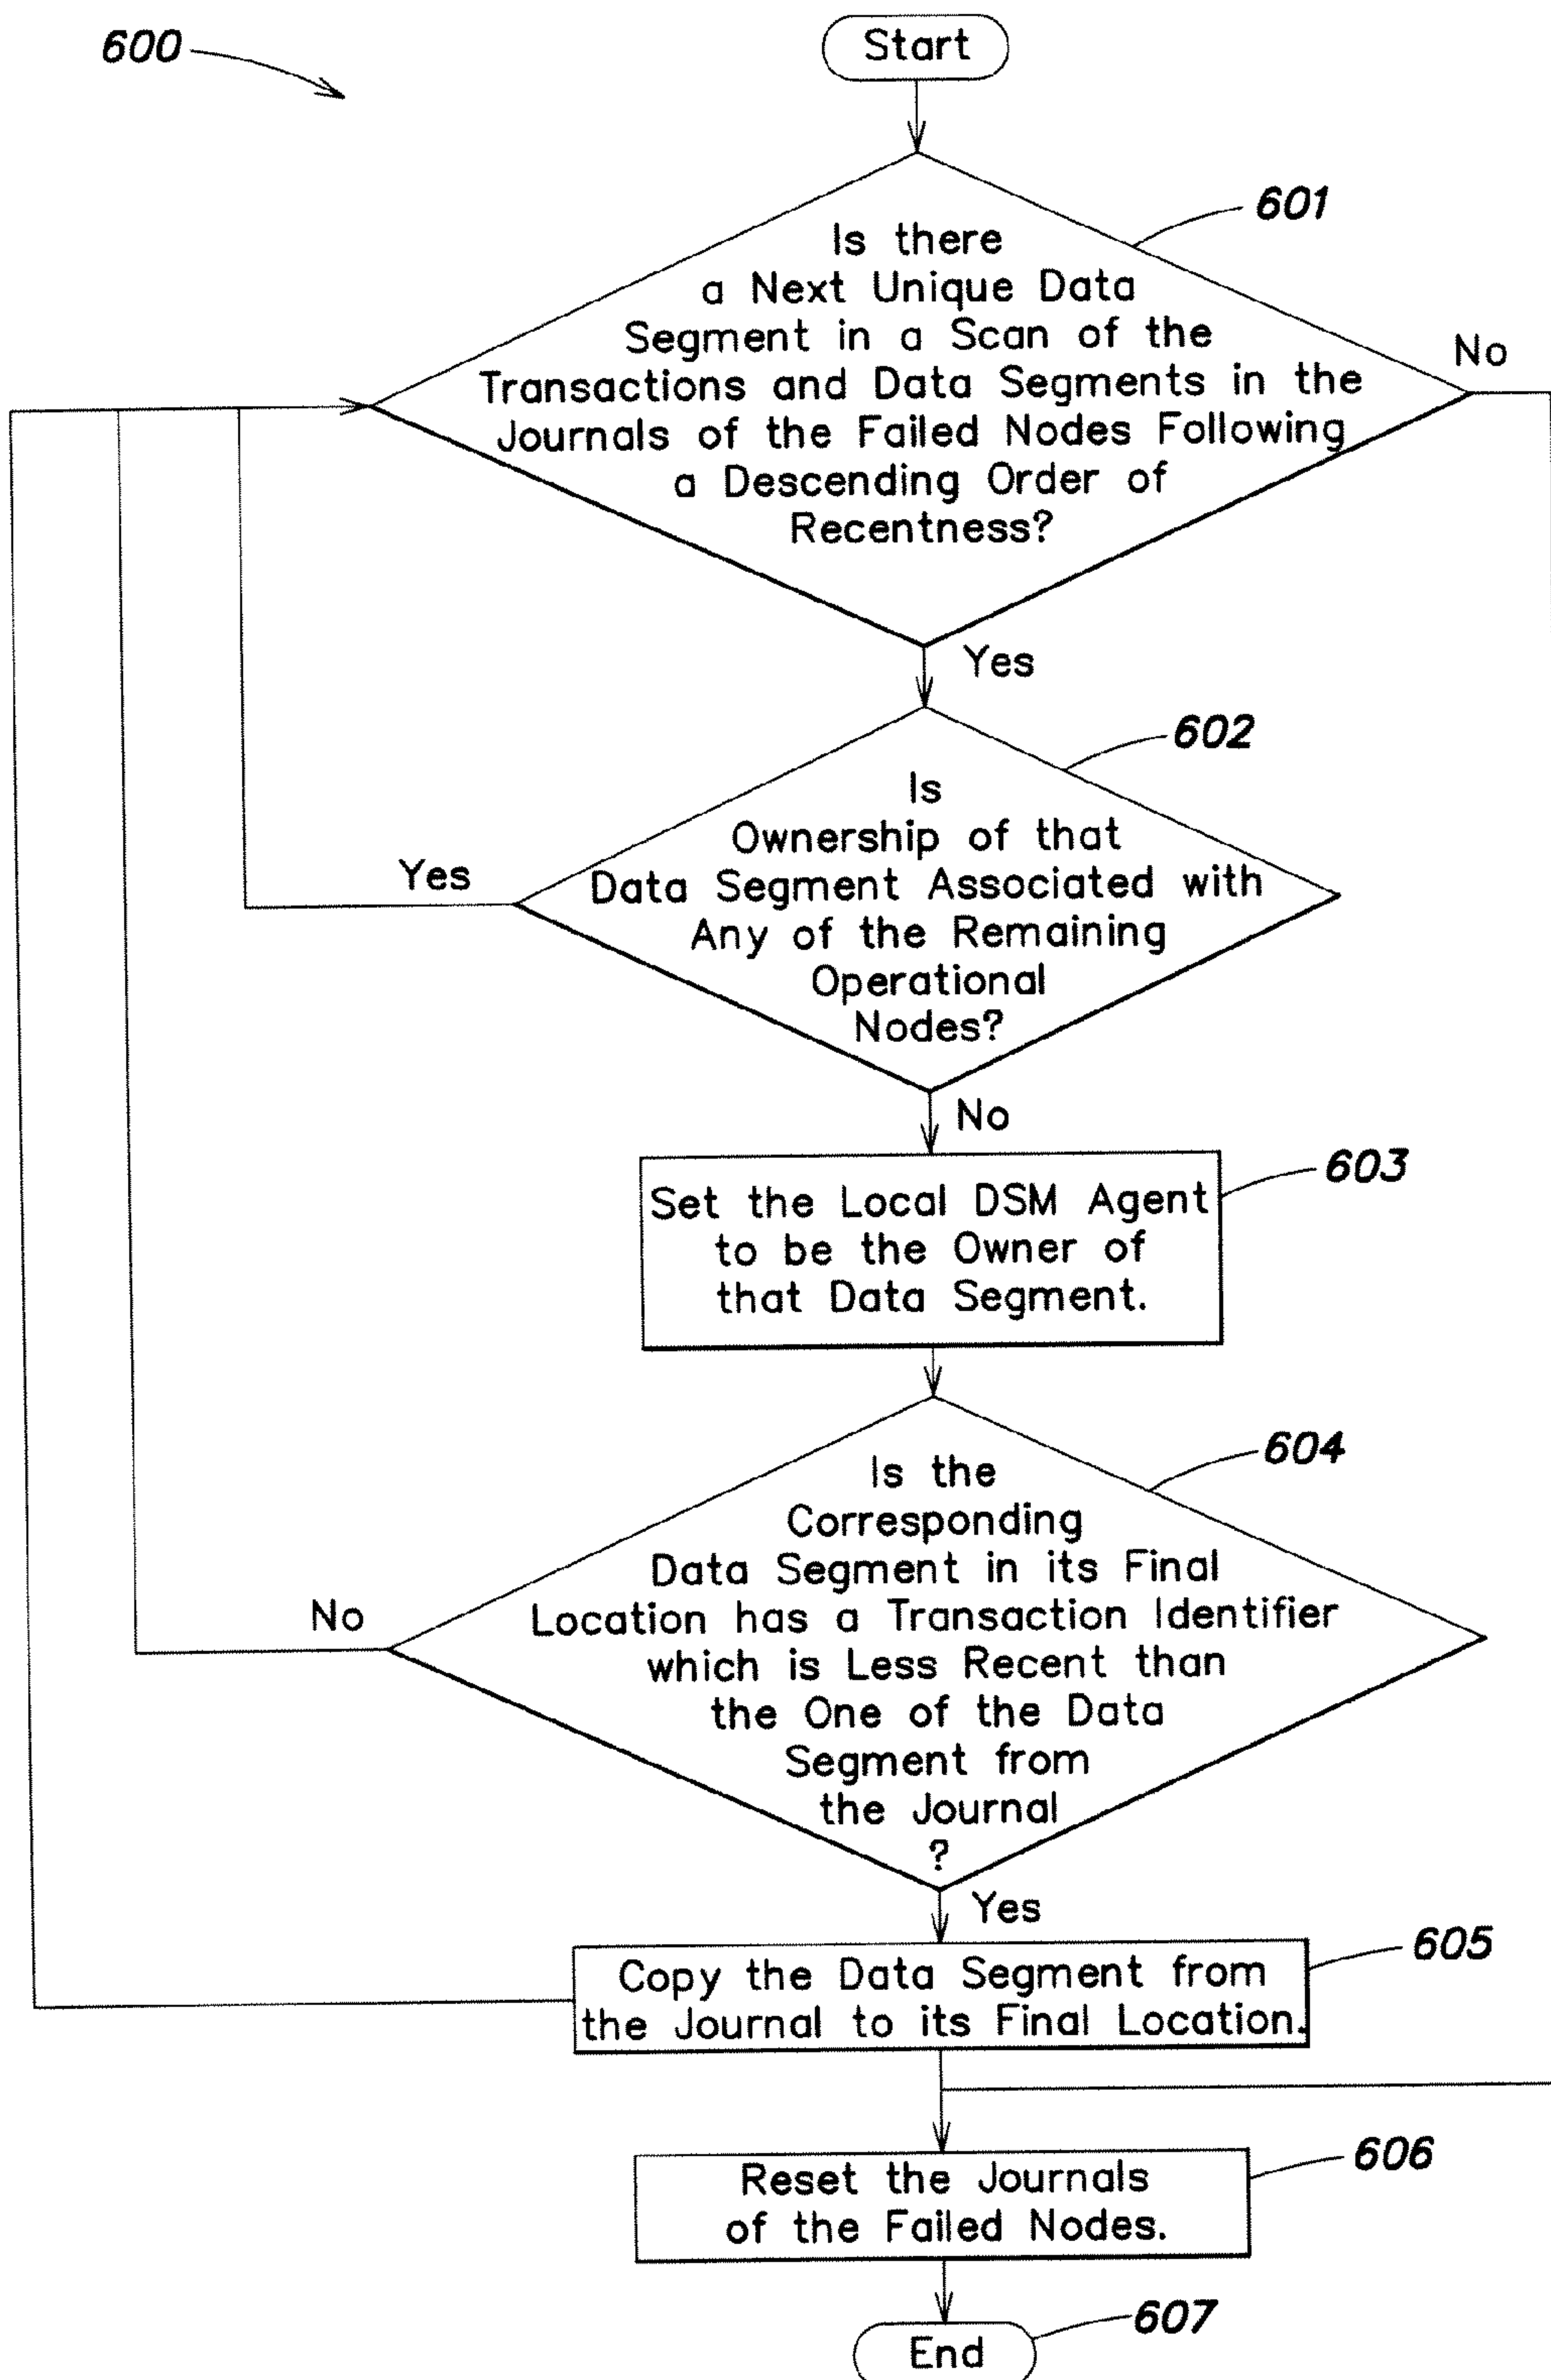 600
Start
601
Is there
a Next Unique Data
Segment in a Scan of the
Transactions and Data Segments in the
Journals of the Failed Nodes Following
a Descending Order of
Recentness?
No
Yes
602
Is
Ownership of that
Data Segment Associated with
Any of the Remaining
Operational
Nodes?
Yes
No
603
Set the Local DSM Agent
to be the Owner of
that Data Segment.
604
Is the
Corresponding
Data Segment in its Final
Location has a Transaction Identifier
which is Less Recent than
the One of the Data
Segment from
the Journal
?
No
Yes
605
Copy the Data Segment from
the Journal to its Final Location.
606
Reset the Journals
of the Failed Nodes.
607
End